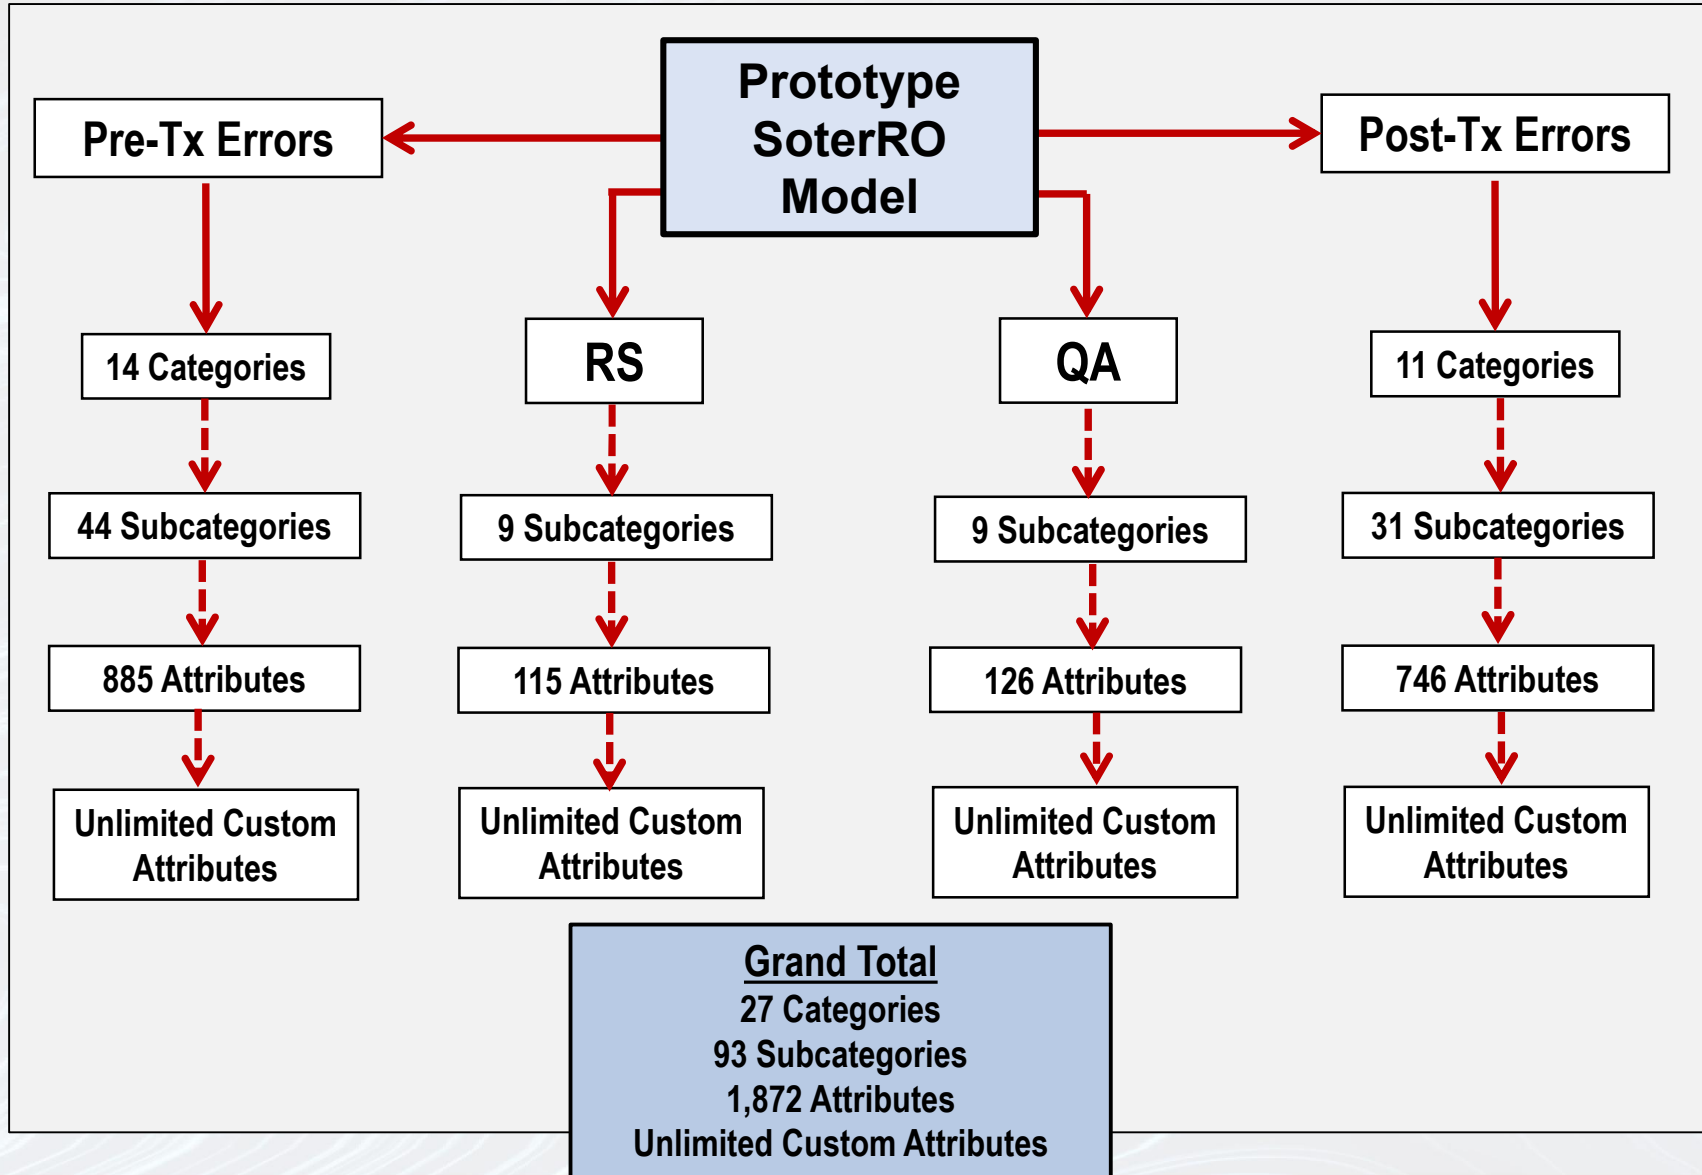 Prototype
SoterRO
Model
Pre-Tx Errors
Post-Tx Errors
14 Categories
RS
QA
11 Categories
44 Subcategories
9 Subcategories
9 Subcategories
31 Subcategories
885 Attributes
115 Attributes
126 Attributes
746 Attributes
Unlimited Custom
Attributes
Unlimited Custom
Attributes
Unlimited Custom
Attributes
Unlimited Custom
Attributes
Grand Total
27 Categories
93 Subcategories
1,872 Attributes
Unlimited Custom Attributes